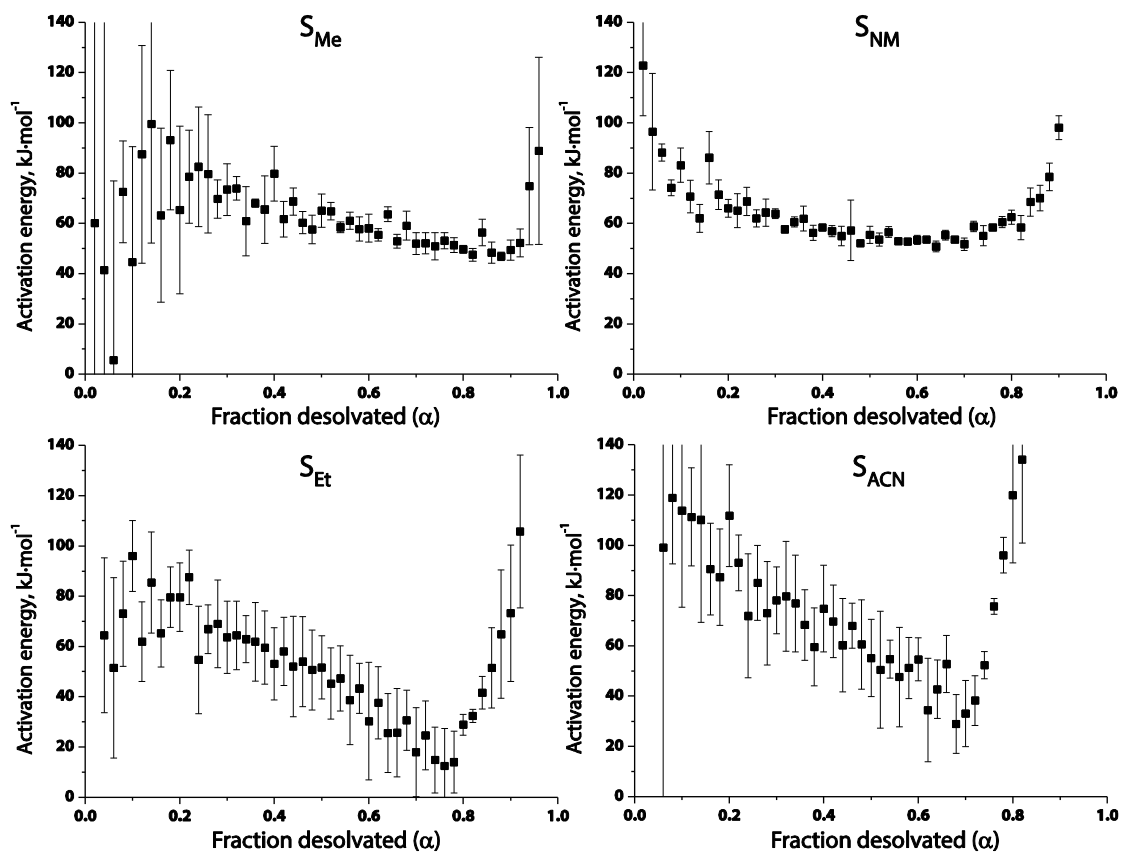 S_Me
Activation energy, kJ·mol⁻¹
140
120
100
80
60
40
20
0
0.0 0.2 0.4 0.6 0.8 1.0
Fraction desolvated (α)
S_NM
Activation energy, kJ·mol⁻¹
140
120
100
80
60
40
20
0
0.0 0.2 0.4 0.6 0.8 1.0
Fraction desolvated (α)
S_Et
Activation energy, kJ·mol⁻¹
140
120
100
80
60
40
20
0
0.0 0.2 0.4 0.6 0.8 1.0
Fraction desolvated (α)
S_ACN
Activation energy, kJ·mol⁻¹
140
120
100
80
60
40
20
0
0.0 0.2 0.4 0.6 0.8 1.0
Fraction desolvated (α)